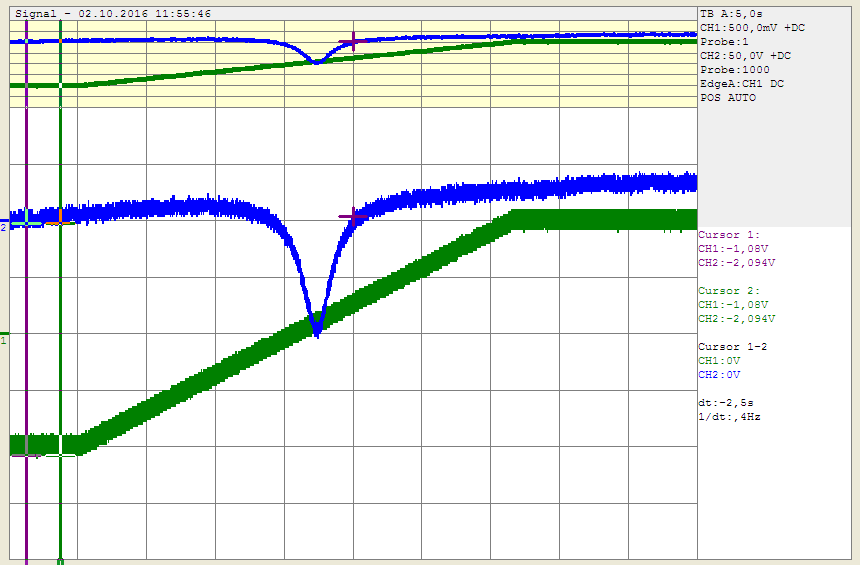 Signal - 02.10.2016 11:55:46
TB A:5,0s
CH1:500,0mV +DC
Probe:1
CH2:50,0V +DC
Probe:1000
EdgeA:CH1 DC
POS AUTO
2
Cursor 1:
CH1:-1,08V
CH2:-2,094V
Cursor 2:
CH1:-1,08V
CH2:-2,094V
1
Cursor 1-2
CH1:0V
CH2:0V
dt:-2,5s
1/dt:,4Hz